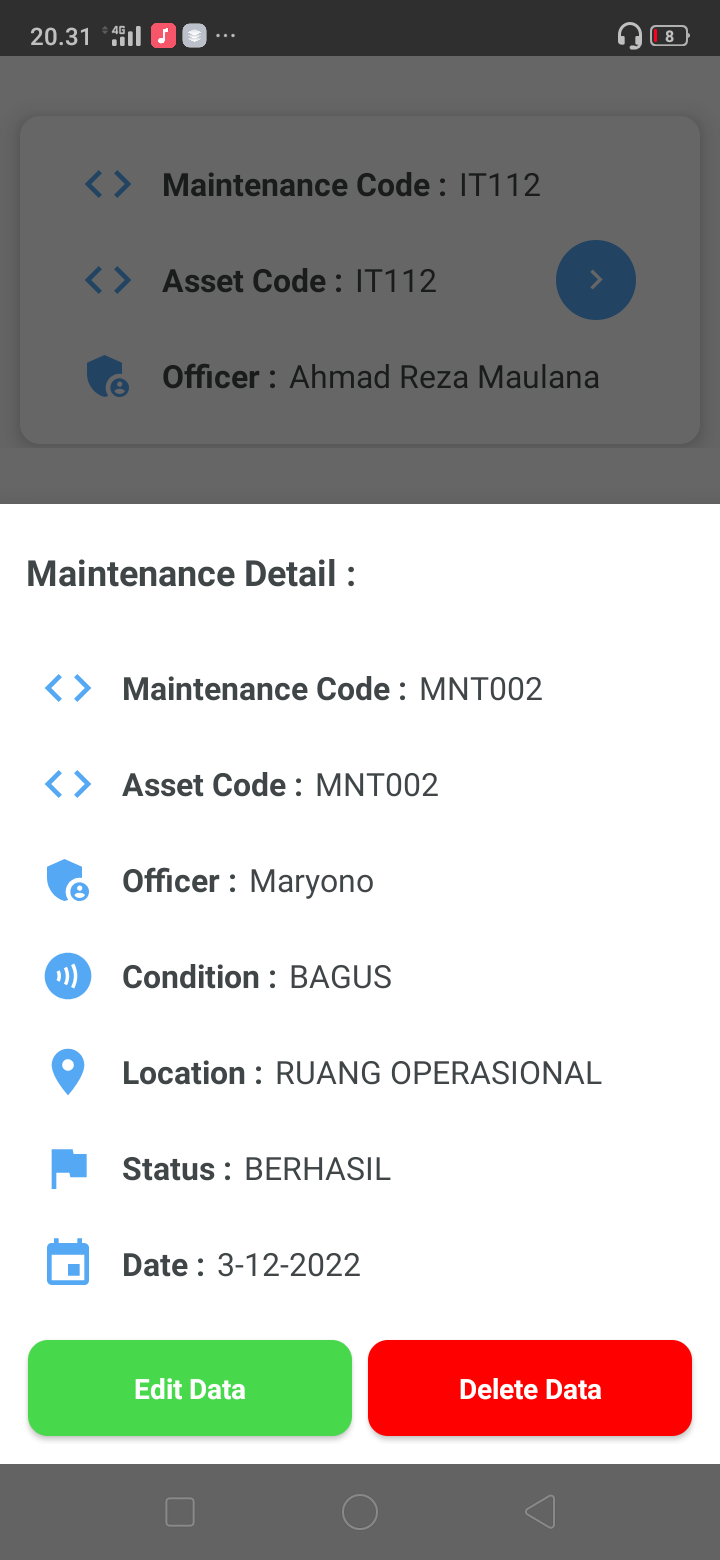 20.31 4G 8
Maintenance Code : IT112
Asset Code : IT112
Officer : Ahmad Reza Maulana
Maintenance Detail :
Maintenance Code : MNT002
Asset Code : MNT002
Officer : Maryono
Condition : BAGUS
Location : RUANG OPERASIONAL
Status : BERHASIL
Date : 3-12-2022
Edit Data Delete Data